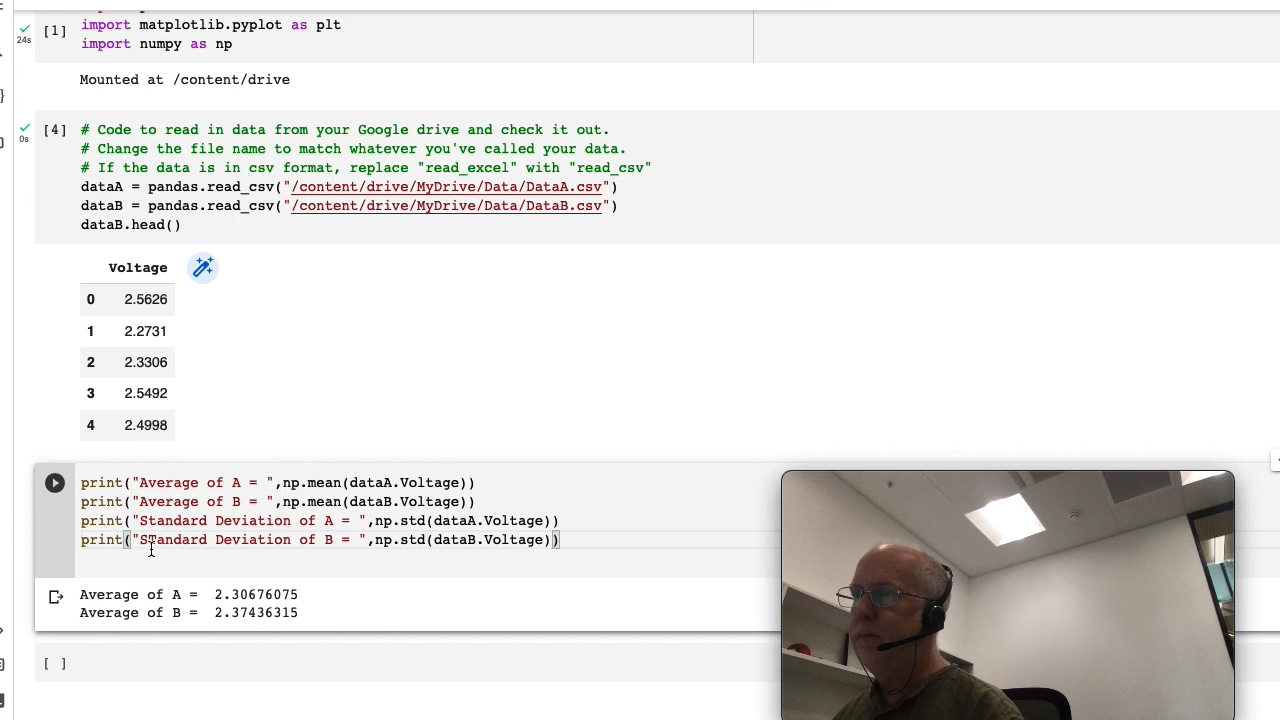 [1]
24s
import matplotlib.pyplot as plt
import numpy as np
Mounted at /content/drive
[4]
0s
# Code to read in data from your Google drive and check it out.
# Change the file name to match whatever you've called your data.
# If the data is in csv format, replace "read_excel" with "read_csv"
dataA = pandas.read_csv("/content/drive/MyDrive/Data/DataA.csv")
dataB = pandas.read_csv("/content/drive/MyDrive/Data/DataB.csv")
dataB.head()
Voltage
0 2.5626
1 2.2731
2 2.3306
3 2.5492
4 2.4998
print("Average of A = ",np.mean(dataA.Voltage))
print("Average of B = ",np.mean(dataB.Voltage))
print("Standard Deviation of A = ",np.std(dataA.Voltage))
print("Standard Deviation of B = ",np.std(dataB.Voltage))
Average of A =  2.30676075
Average of B =  2.37436315
[ ]